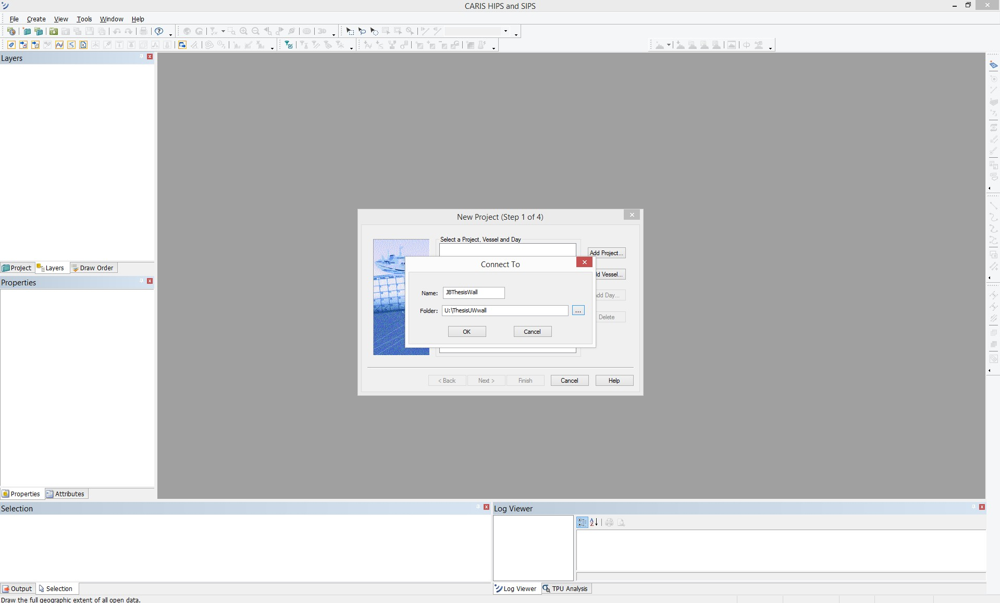 CARIS HIPS and SIPS
File Create View Tools Window Help
3D
Layers
Project Layers Draw Order
Properties
Properties Attributes
New Project (Step 1 of 4)
Select a Project, Vessel and Day
Add Project...
Connect To
ld Vessel...
Name: JBThesisWall
dd Day...
Folder: U:\ThesisUWwall ...
Delete
OK Cancel
< Back Next > Finish Cancel Help
Selection
Log Viewer
Output Selection
Log Viewer TPU Analysis
Draw the full geographic extent of all open data.